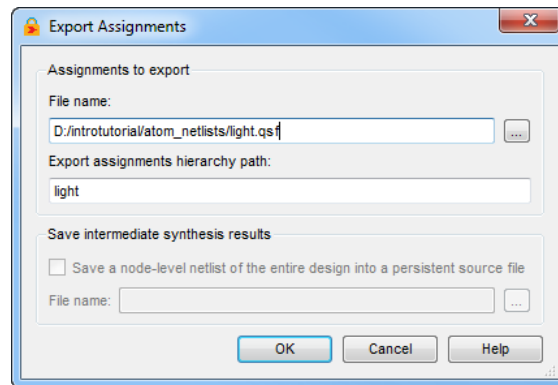 Export Assignments
Assignments to export
File name:
D:/introtutorial/atom_netlists/light.qsf
...
Export assignments hierarchy path:
light
Save intermediate synthesis results
Save a node-level netlist of the entire design into a persistent source file
File name:
...
OK Cancel Help